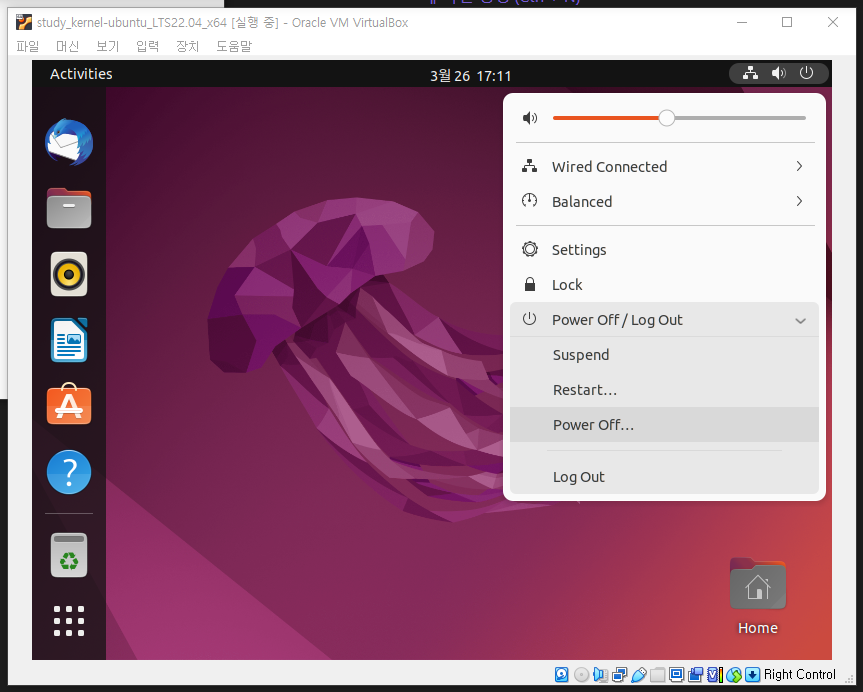 study_kernel-ubuntu_LTS22.04_x64 [실행 중] - Oracle VM VirtualBox
파일 머신 보기 입력 장치 도움말
Activities 3월 26 17:11
Wired Connected
Balanced
Settings
Lock
Power Off / Log Out
Suspend
Restart…
Power Off…
Log Out
Home
Right Control